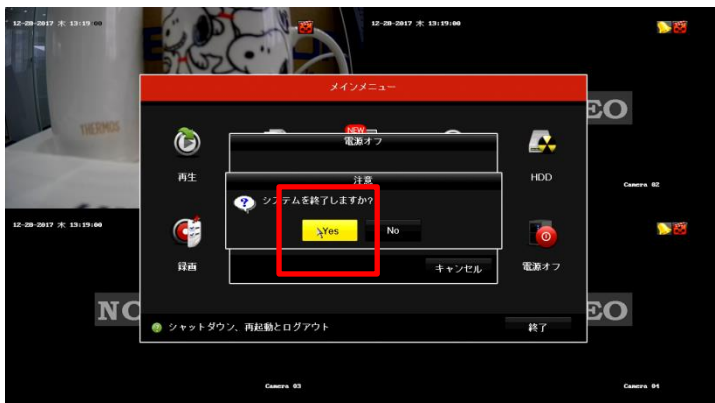 12-28-2017 木 13:19:00
12-28-2017 木 13:19:00
THERMOS
メインメニュー
NEW
電源オフ
再生
注意
HDD
システムを終了しますか?
Camera 02
Yes
No
12-28-2017 木 13:19:00
録画
キャンセル
電源オフ
NO
EO
EO
シャットダウン、再起動とログアウト
終了
Camera 03
Camera 04